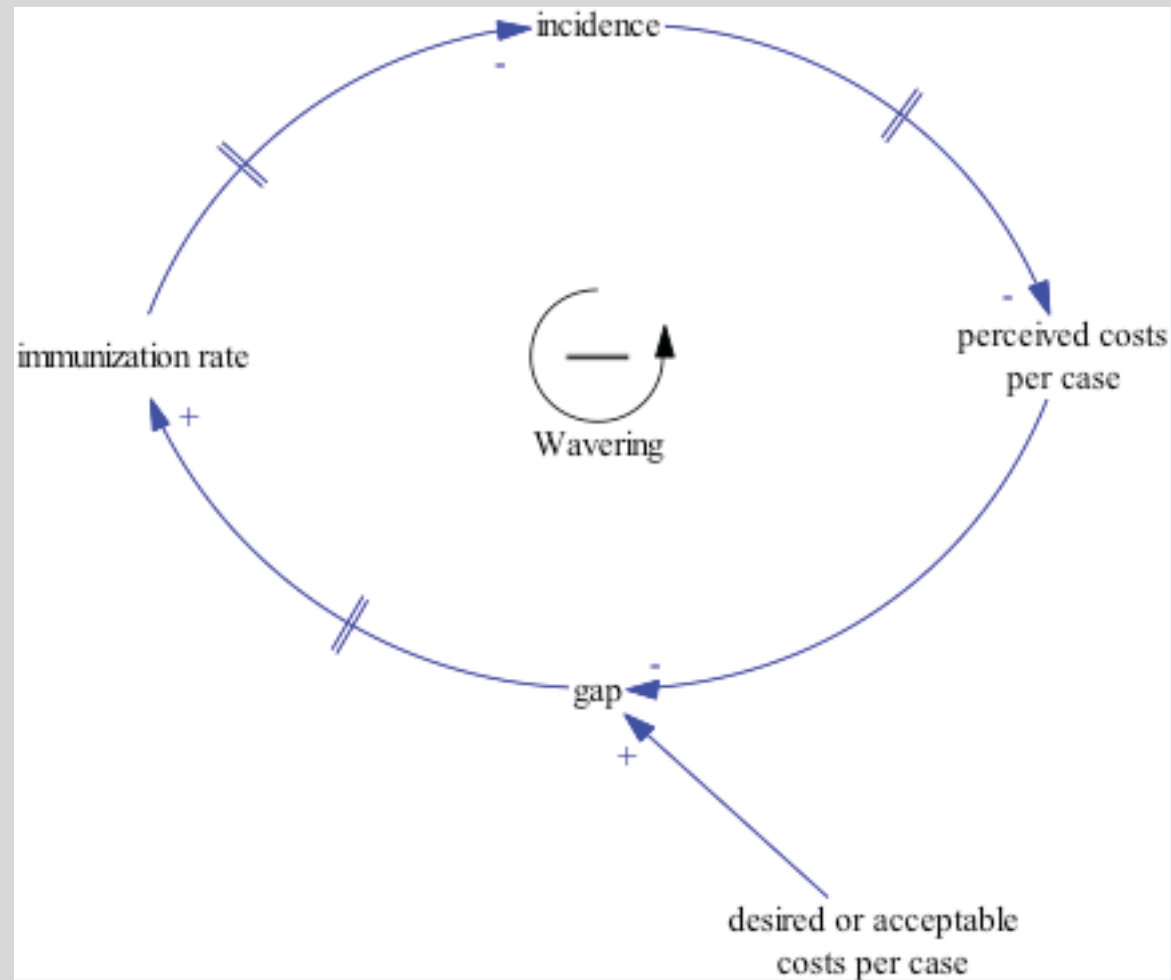 incidence
-
-
perceived costs
per case
immunization rate
+
Wavering
-
gap
+
desired or acceptable
costs per case